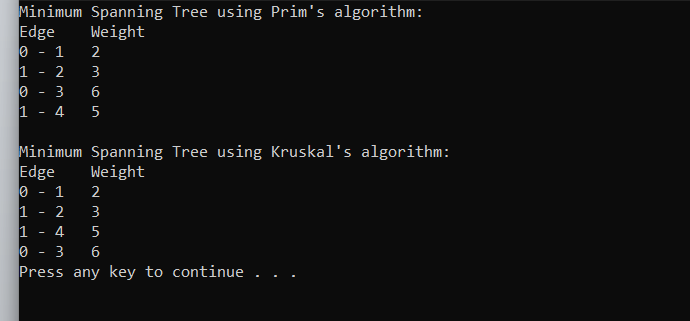 Minimum Spanning Tree using Prim's algorithm:
Edge    Weight
0 - 1   2
1 - 2   3
0 - 3   6
1 - 4   5

Minimum Spanning Tree using Kruskal's algorithm:
Edge    Weight
0 - 1   2
1 - 2   3
1 - 4   5
0 - 3   6
Press any key to continue . . .